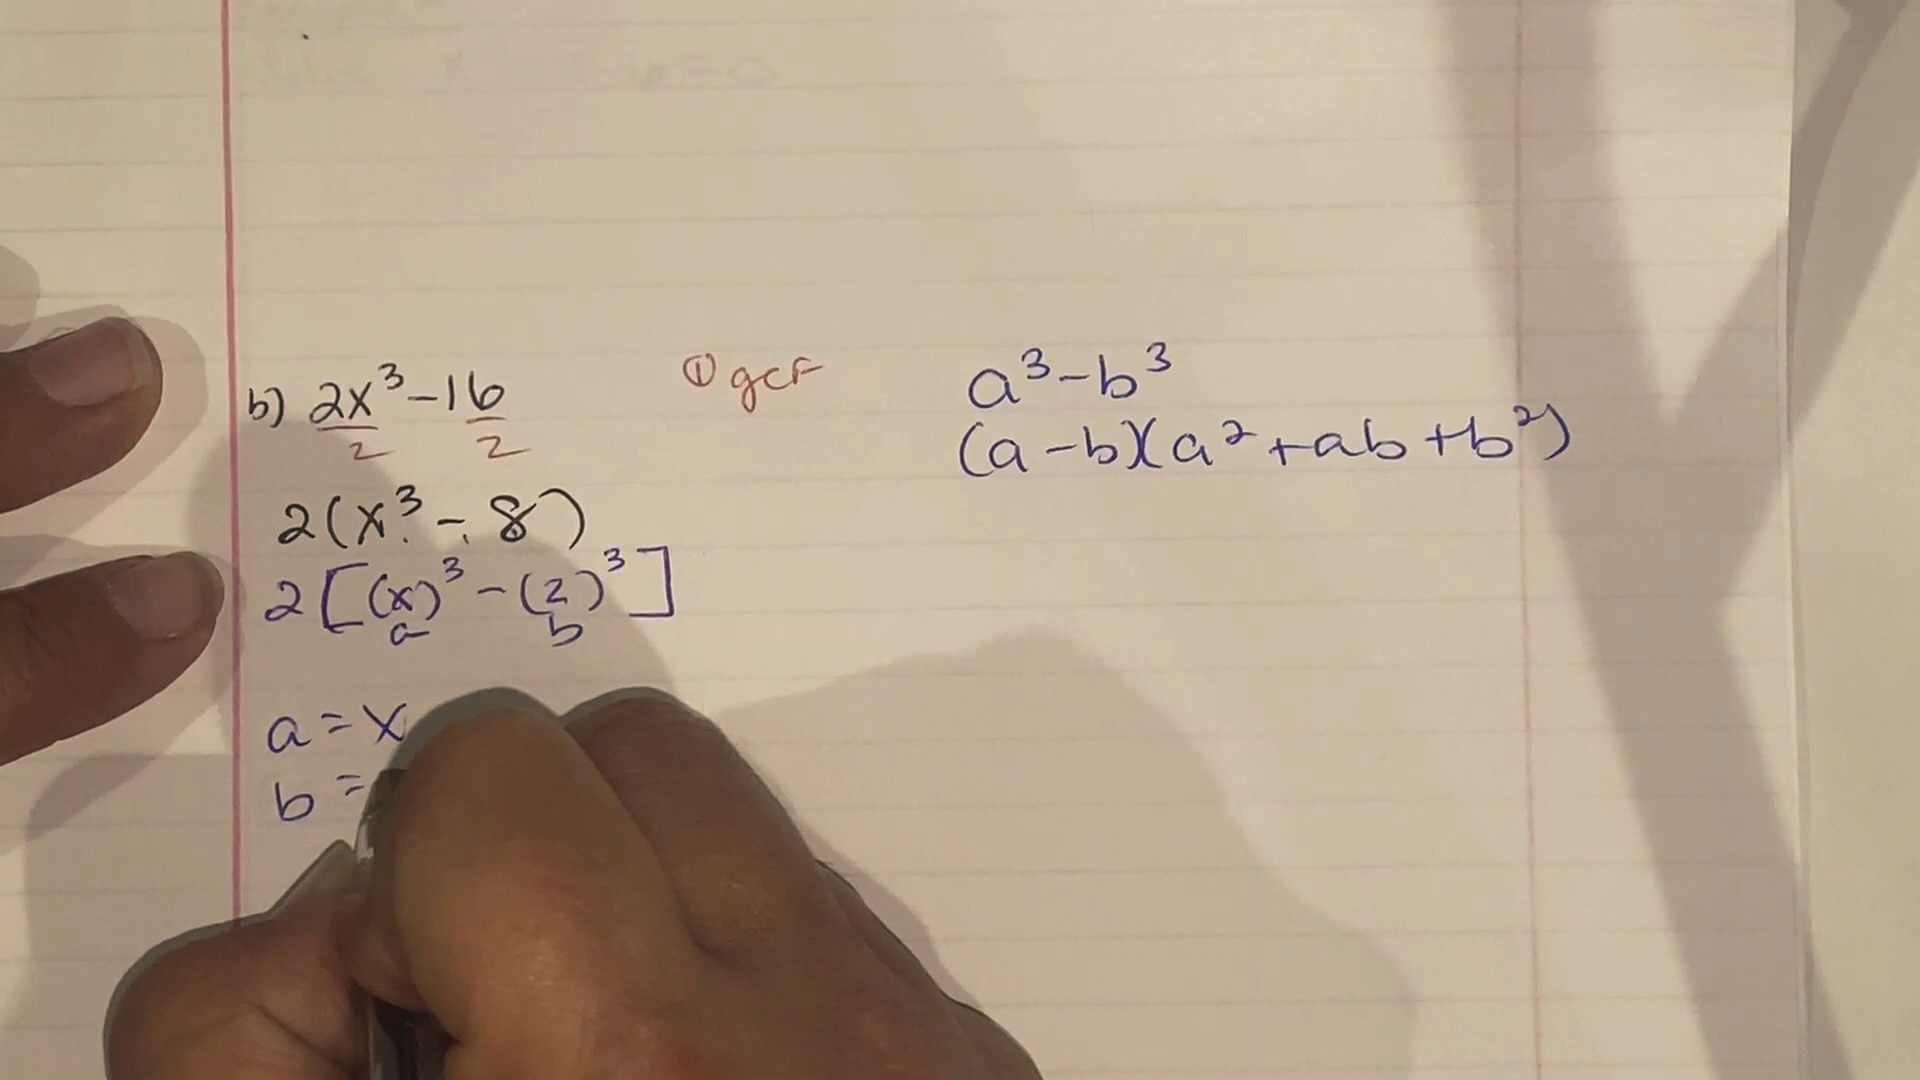 b) 2x³ - 16
2 2
① gcf
a³ - b³
(a - b)(a² + ab + b²)
2(x³ - 8)
2[(x)³ - (2)³]
a b
a = x
b =